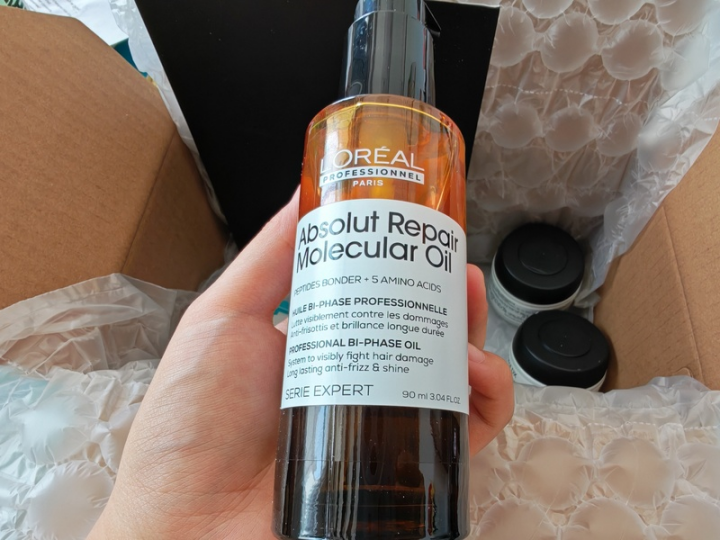 L'ORÉAL
PROFESSIONNEL
PARIS
Absolut Repair
Molecular Oil
PEPTIDES BONDER + 5 AMINO ACIDS
HUILE BI-PHASE PROFESSIONNELLE
Lutte visiblement contre les dommages
Anti-frisottis et brillance longue durée
PROFESSIONAL BI-PHASE OIL
System to visibly fight hair damage
Long lasting anti-frizz & shine
SERIE EXPERT
90 ml 3.04 FL.OZ